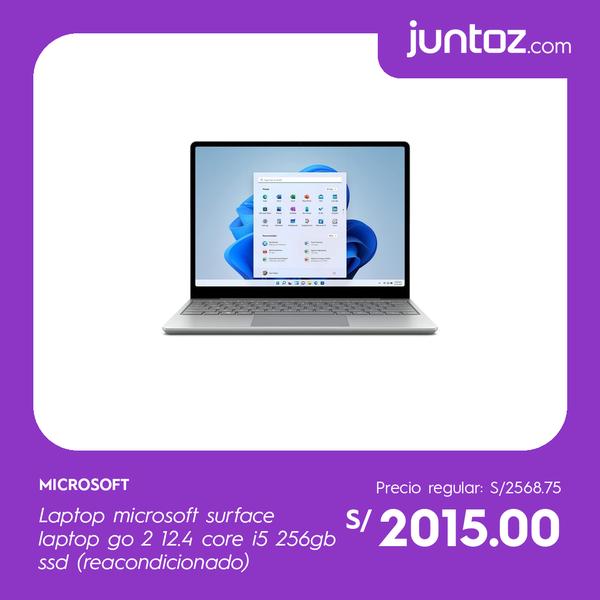 juntoz.com
MICROSOFT
Laptop microsoft surface
laptop go 2 12.4 core i5 256gb
ssd (reacondicionado)
Precio regular: S/2568.75
S/ 2015.00